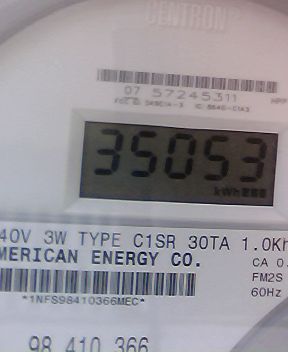 CENTRON
07 57245311
35053
kWh
40V 3W TYPE C1SR 30TA 1.0Kh
MERICAN ENERGY CO.
CA 0.
FM2S
60Hz
*1NFS98410366MEC*
98 410 366